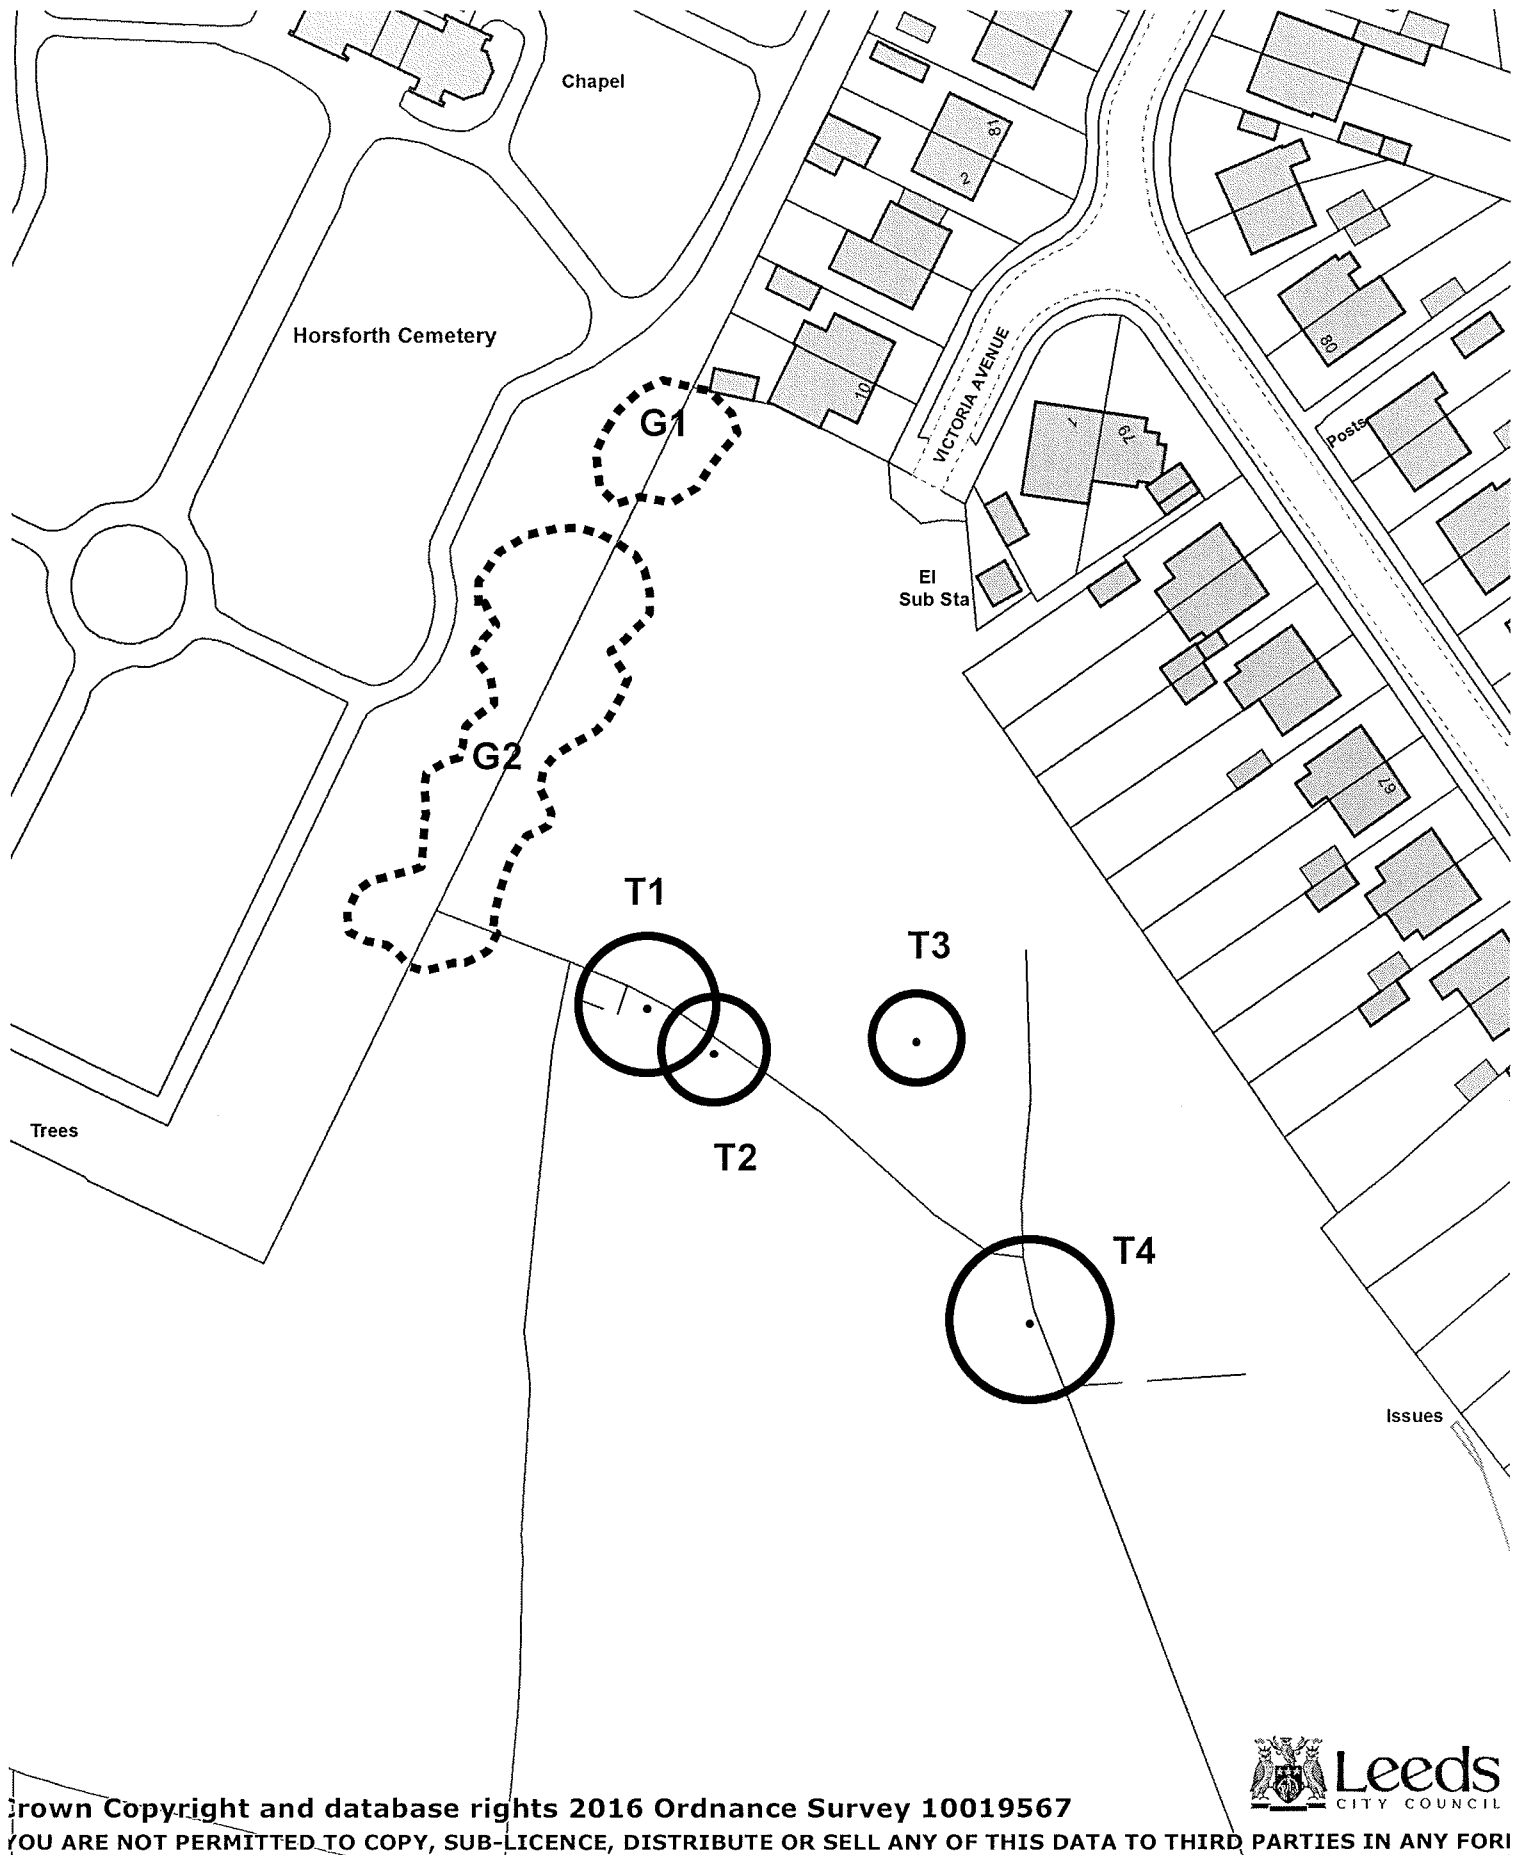 Chapel
81
2
Horsforth Cemetery
10
VICTORIA AVENUE
80
Posts
G1
7
79
El
Sub Sta
G2
67
T1
T3
Trees
T2
T4
Issues
Leeds
CITY COUNCIL
rown Copyright and database rights 2016 Ordnance Survey 10019567
YOU ARE NOT PERMITTED TO COPY, SUB-LICENCE, DISTRIBUTE OR SELL ANY OF THIS DATA TO THIRD PARTIES IN ANY FOR